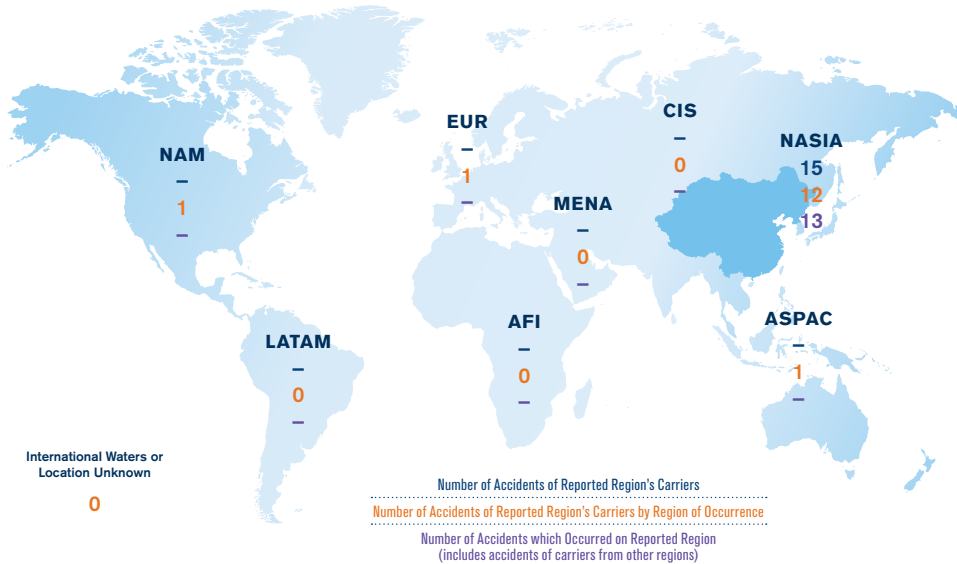 NAM
–
1
–
EUR
–
1
–
CIS
–
0
–
NASIA
15
12
13
MENA
–
0
–
LATAM
–
0
–
AFI
–
0
–
ASPAC
–
1
–
International Waters or
Location Unknown
0
Number of Accidents of Reported Region's Carriers
Number of Accidents of Reported Region's Carriers by Region of Occurrence
Number of Accidents which Occurred on Reported Region
(includes accidents of carriers from other regions)